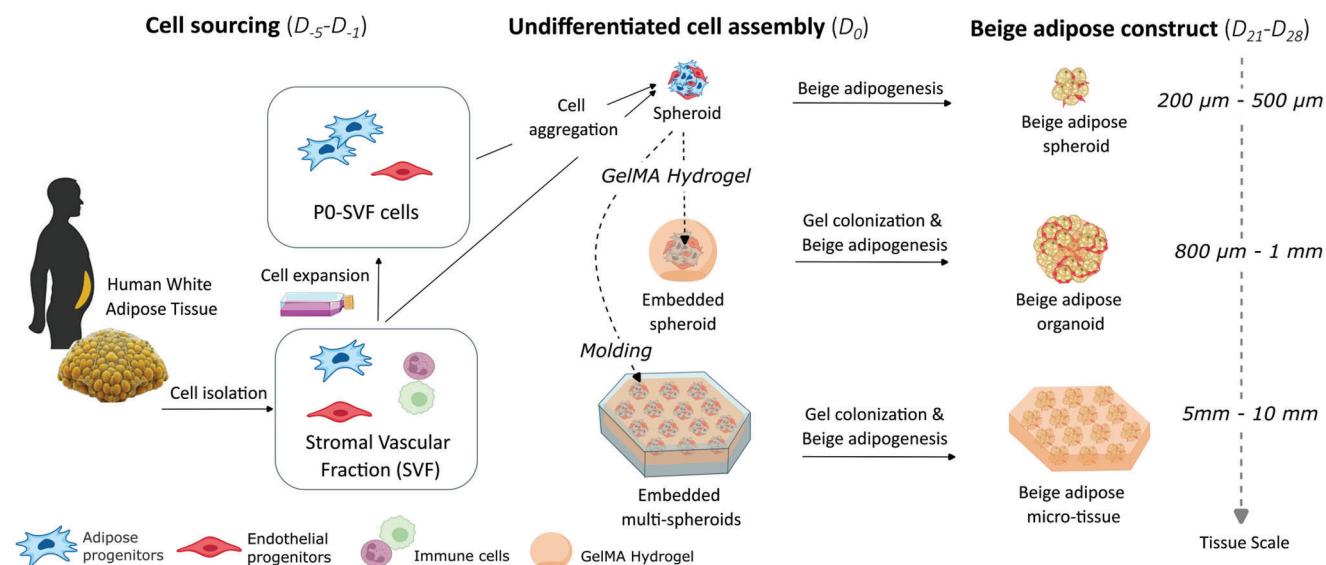 Cell sourcing (D-5-D-1)
Undifferentiated cell assembly (D0)
Beige adipose construct (D21-D28)
Cell
aggregation
Spheroid
Beige adipogenesis
Beige adipose
spheroid
200 µm - 500 µm
P0-SVF cells
GelMA Hydrogel
Gel colonization &
Beige adipogenesis
Embedded
spheroid
Beige adipose
organoid
800 µm - 1 mm
Human White
Adipose Tissue
Cell expansion
Cell isolation
Stromal Vascular
Fraction (SVF)
Molding
Gel colonization &
Beige adipogenesis
Embedded
multi-spheroids
Beige adipose
micro-tissue
5mm - 10 mm
Tissue Scale
Adipose
progenitors
Endothelial
progenitors
Immune cells
GelMA Hydrogel